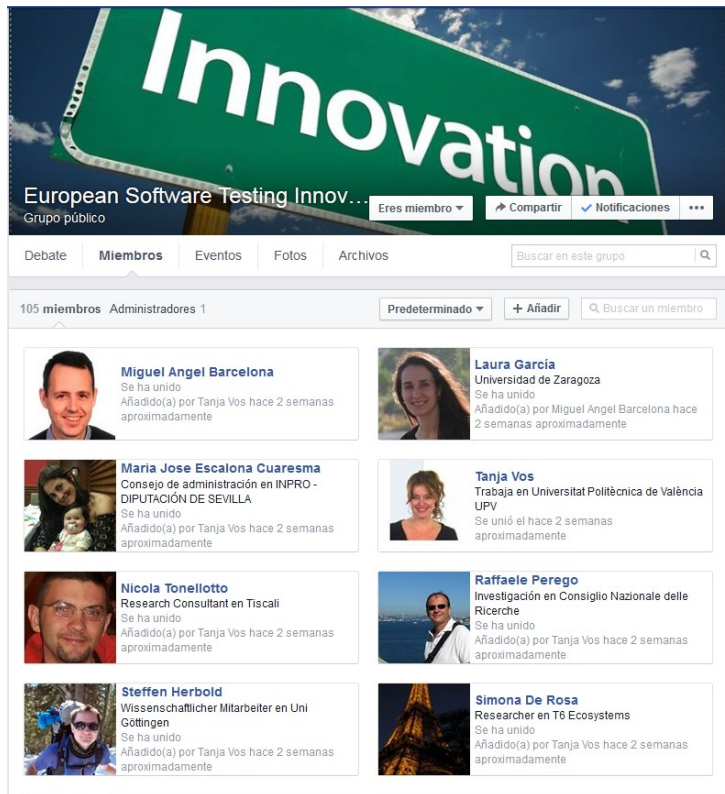 Innovation
European Software Testing Innov...
Grupo público
Eres miembro
Compartir
Notificaciones
Debate
Miembros
Eventos
Fotos
Archivos
Buscar en este grupo
105 miembros
Administradores 1
Predeterminado
+ Añadir
Buscar un miembro
Miguel Angel Barcelona
Se ha unido
Añadido(a) por Tanja Vos hace 2 semanas
aproximadamente
Laura García
Universidad de Zaragoza
Se ha unido
Añadido(a) por Miguel Angel Barcelona hace
2 semanas aproximadamente
Maria Jose Escalona Cuaresma
Consejo de administración en INPRO -
DIPUTACIÓN DE SEVILLA
Se ha unido
Añadido(a) por Tanja Vos hace 2 semanas
aproximadamente
Tanja Vos
Trabaja en Universitat Politècnica de València
UPV
Se unió el hace 2 semanas
aproximadamente
Nicola Tonellotto
Research Consultant en Tiscali
Se ha unido
Añadido(a) por Tanja Vos hace 2 semanas
aproximadamente
Raffaele Perego
Investigación en Consiglio Nazionale delle
Ricerche
Se ha unido
Añadido(a) por Tanja Vos hace 2 semanas
aproximadamente
Steffen Herbold
Wissenschaftlicher Mitarbeiter en Uni
Göttingen
Se ha unido
Añadido(a) por Tanja Vos hace 2 semanas
aproximadamente
Simona De Rosa
Researcher en T6 Ecosystems
Se ha unido
Añadido(a) por Tanja Vos hace 2 semanas
aproximadamente